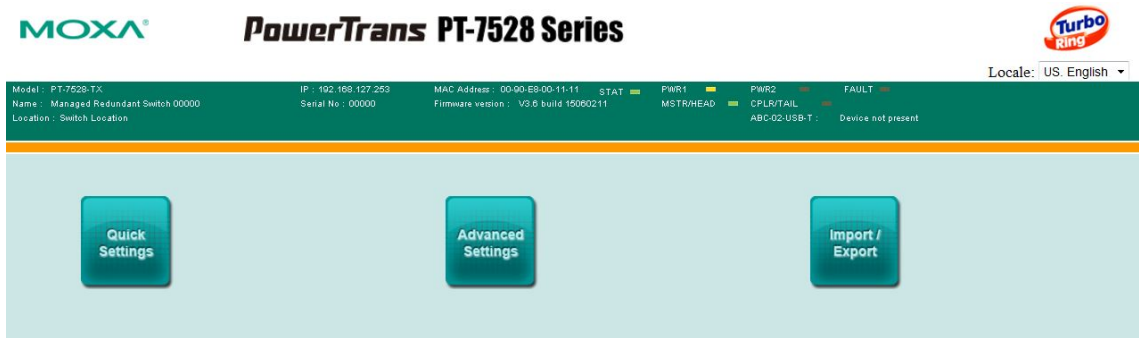 MOXA®
PowerTrans PT-7528 Series
Turbo
Ring
Locale: US. English
Model : PT-7528-TX
IP : 192.168.127.253
MAC Address : 00-90-E8-00-11-11
STAT
PWR1
PWR2
FAULT
Name : Managed Redundant Switch 00000
Serial No : 00000
Firmware version : V3.6 build 15060211
MSTR/HEAD
CPLR/TAIL
Location : Switch Location
ABC-02-USB-T : Device not present
Quick
Settings
Advanced
Settings
Import /
Export